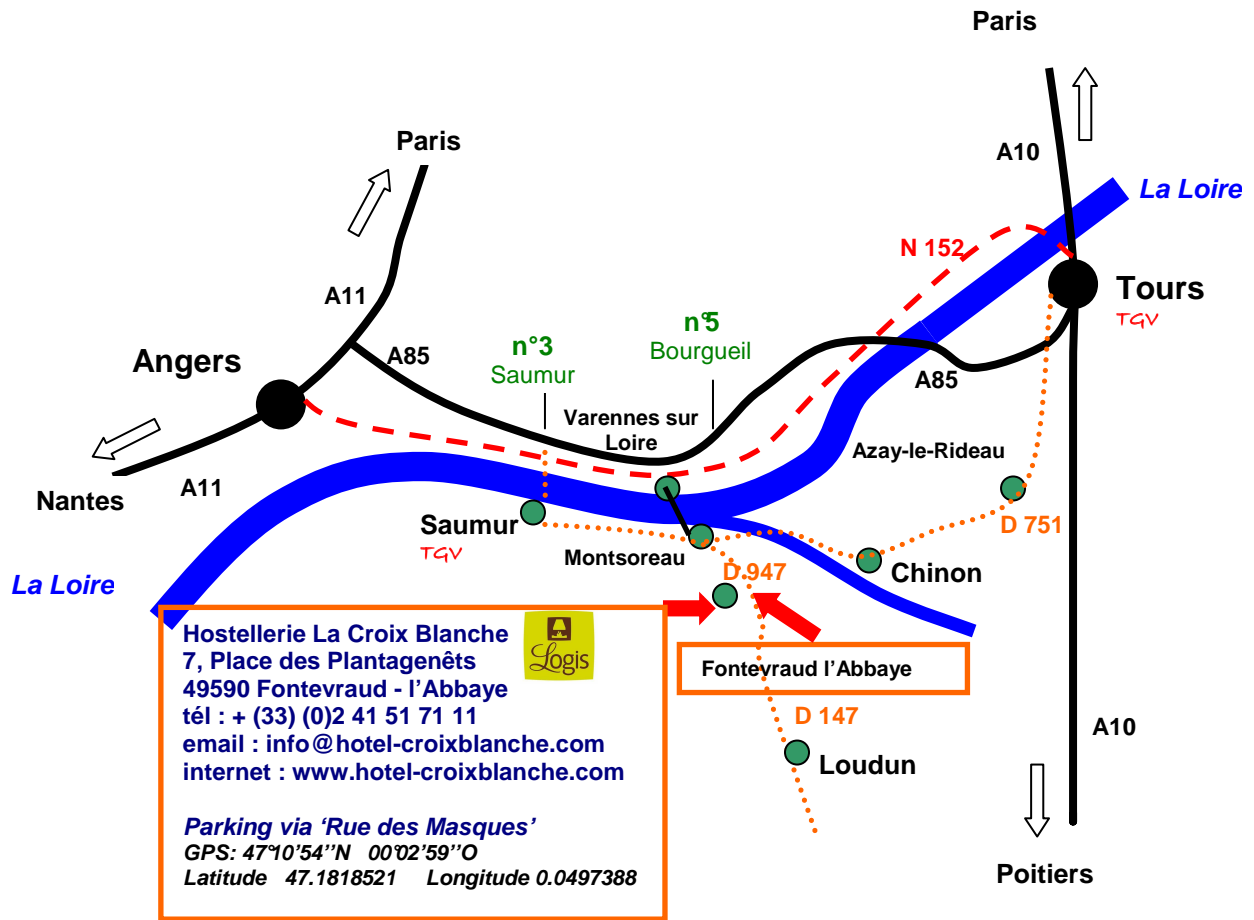 Paris
A10
La Loire
Paris
N 152
A11
Tours
TGV
n°5
Bourgueil
n°3
Saumur
Angers
A85
A85
Varennes sur
Loire
Azay-le-Rideau
Nantes
A11
Saumur
TGV
D 751
Montsoreau
D 947
Chinon
La Loire
Hostellerie La Croix Blanche
7, Place des Plantagenêts
49590 Fontevraud - l'Abbaye
tél : + (33) (0)2 41 51 71 11
email : info@hotel-croixblanche.com
internet : www.hotel-croixblanche.com
Logis
Parking via 'Rue des Masques'
GPS: 47°10'54''N 00°02'59''O
Latitude 47.1818521 Longitude 0.0497388
Fontevraud l'Abbaye
D 147
A10
Loudun
Poitiers